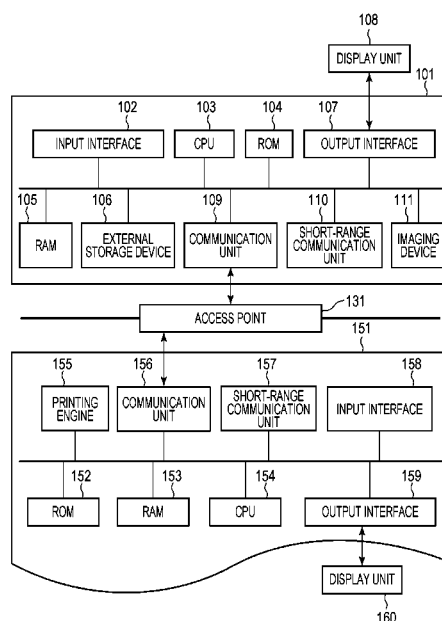 108
DISPLAY UNIT
101
102
103
104
107
INPUT INTERFACE
CPU
ROM
OUTPUT INTERFACE
105
106
109
110
111
RAM
EXTERNAL
STORAGE DEVICE
COMMUNICATION
UNIT
SHORT-RANGE
COMMUNICATION
UNIT
IMAGING
DEVICE
131
ACCESS POINT
151
155
156
157
158
PRINTING
ENGINE
COMMUNICATION
UNIT
SHORT-RANGE
COMMUNICATION
UNIT
INPUT INTERFACE
152
153
154
159
ROM
RAM
CPU
OUTPUT INTERFACE
DISPLAY UNIT
160